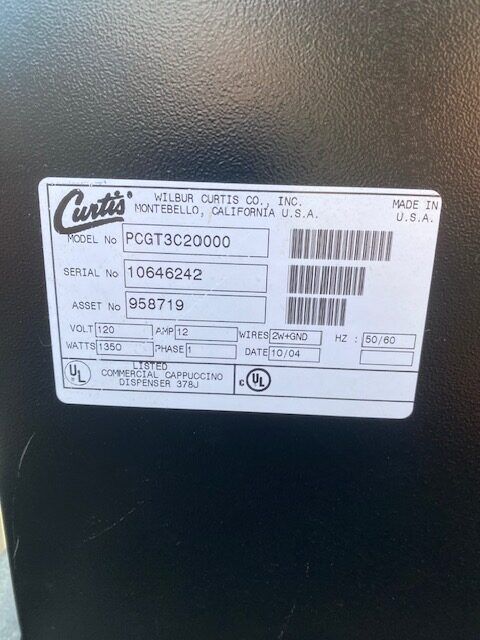 Curtis
WILBUR CURTIS CO., INC.
MONTEBELLO, CALIFORNIA U.S.A.
MADE IN
U.S.A.
MODEL No PCGT3C20000
SERIAL No 10646242
ASSET No 958719
VOLT 120 AMP 12 WIRES 2W+GND HZ : 50/60
WATTS 1350 PHASE 1 DATE 10/04
UL LISTED
COMMERCIAL CAPPUCCINO
DISPENSER 378J
c UL